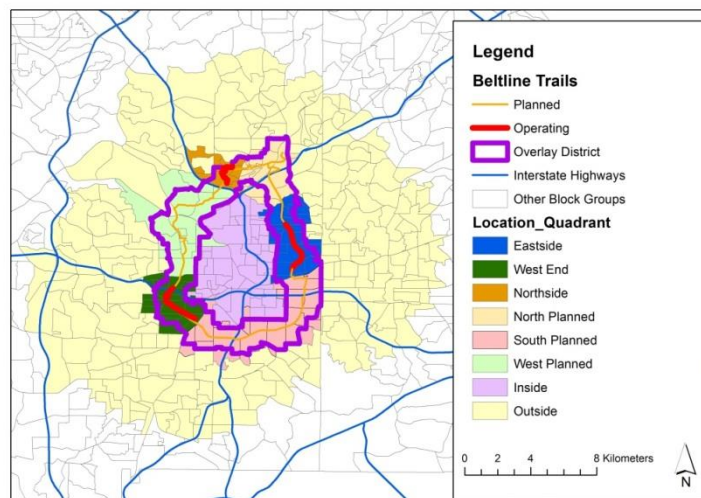 Legend
Beltline Trails
Planned
Operating
Overlay District
Interstate Highways
Other Block Groups
Location_Quadrant
Eastside
West End
Northside
North Planned
South Planned
West Planned
Inside
Outside
0 2 4 8 Kilometers
N